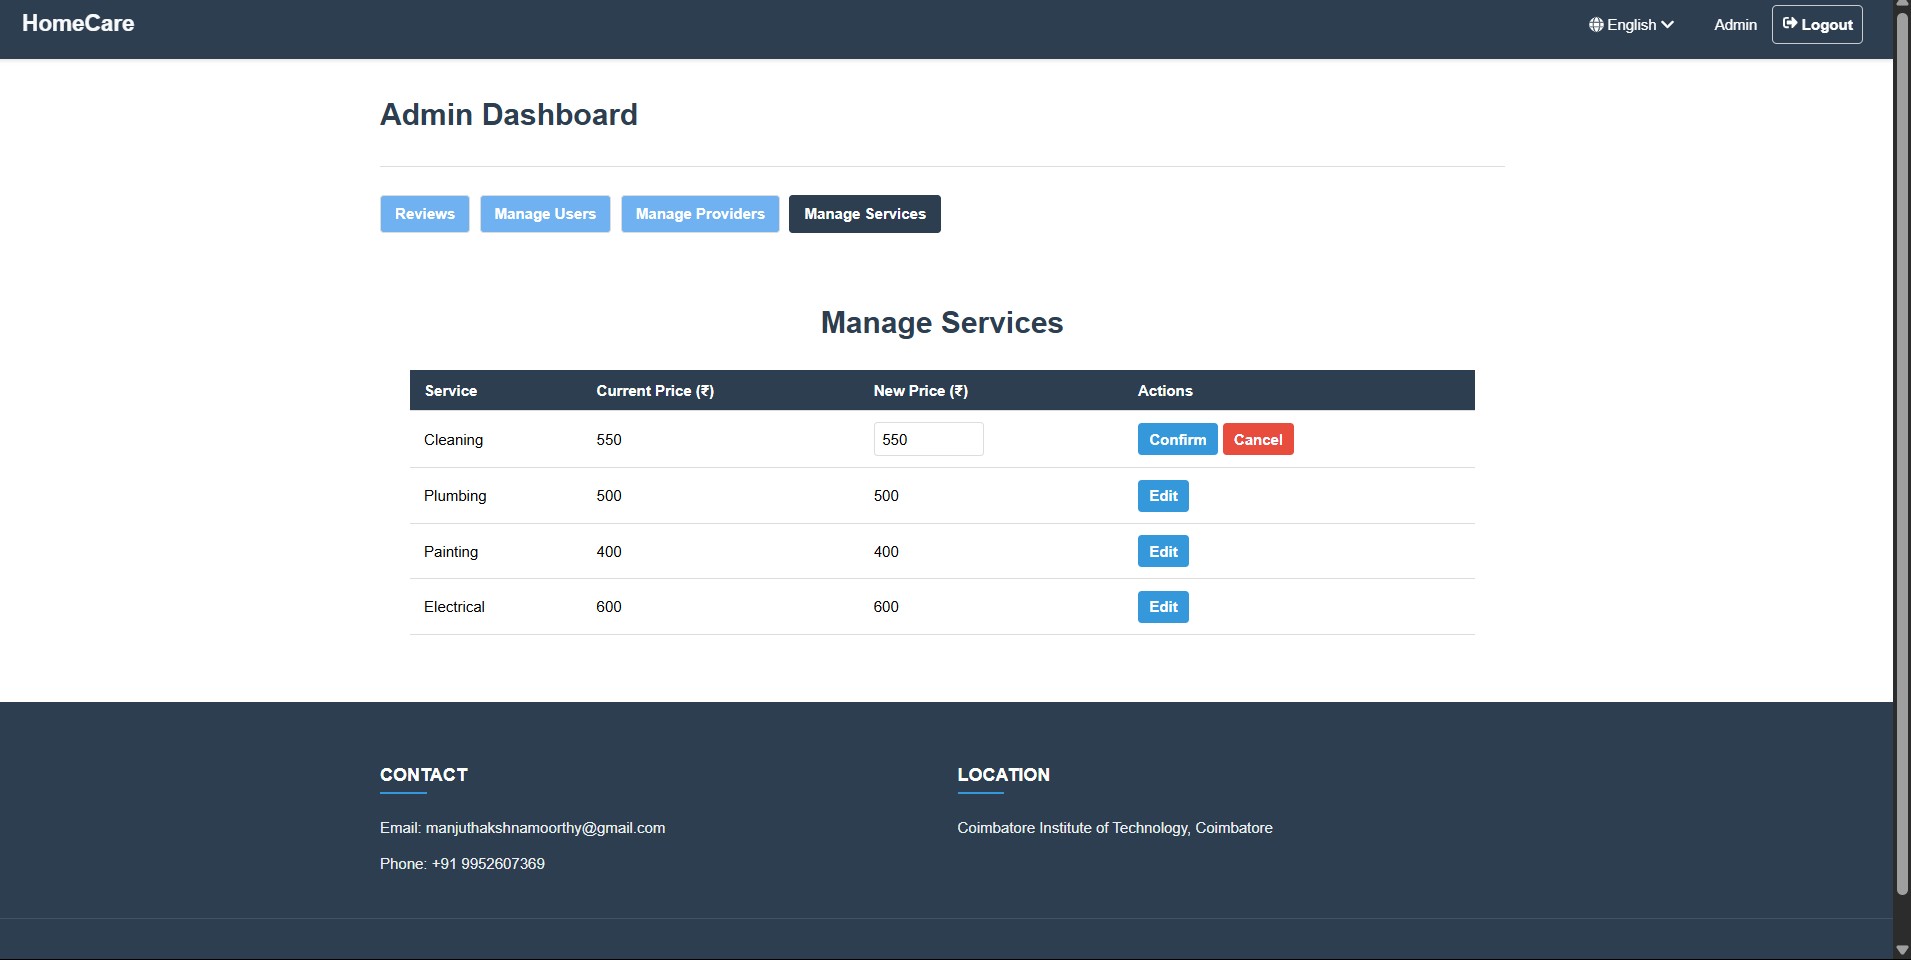 HomeCare
English
Admin
Logout
Admin Dashboard
Reviews
Manage Users
Manage Providers
Manage Services
Manage Services
Service Current Price (₹) New Price (₹) Actions
Cleaning 550 550 Confirm Cancel
Plumbing 500 500 Edit
Painting 400 400 Edit
Electrical 600 600 Edit
CONTACT
Email: manjuthakshnamoorthy@gmail.com
Phone: +91 9952607369
LOCATION
Coimbatore Institute of Technology, Coimbatore